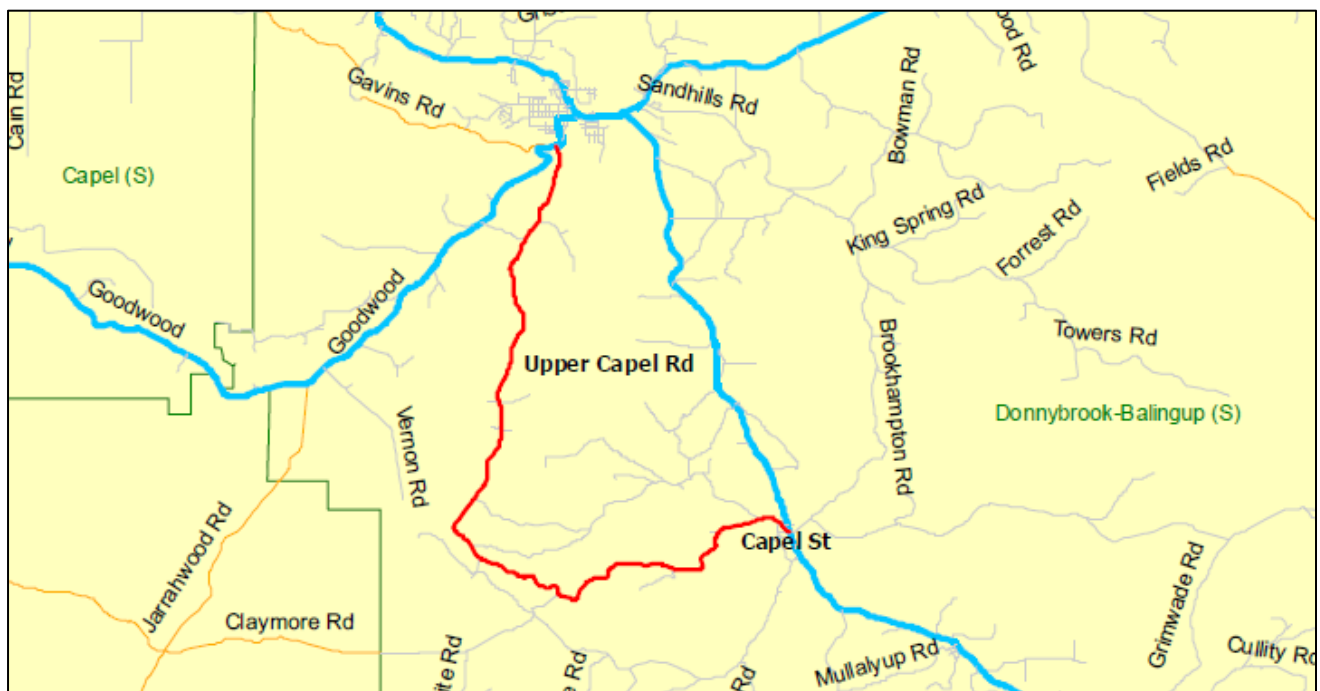 Gavins Rd
Sandhills Rd
Bowman Rd
Cain Rd
Capel (S)
Fields Rd
King Spring Rd
Forrest Rd
Goodwood
Goodwood
Towers Rd
Brookhampton Rd
Upper Capel Rd
Donnybrook-Balingup (S)
Vernon Rd
Capel St
Jarrahwood Rd
Grimwade Rd
Claymore Rd
Mullalyup Rd
Cullity Rd
Rd